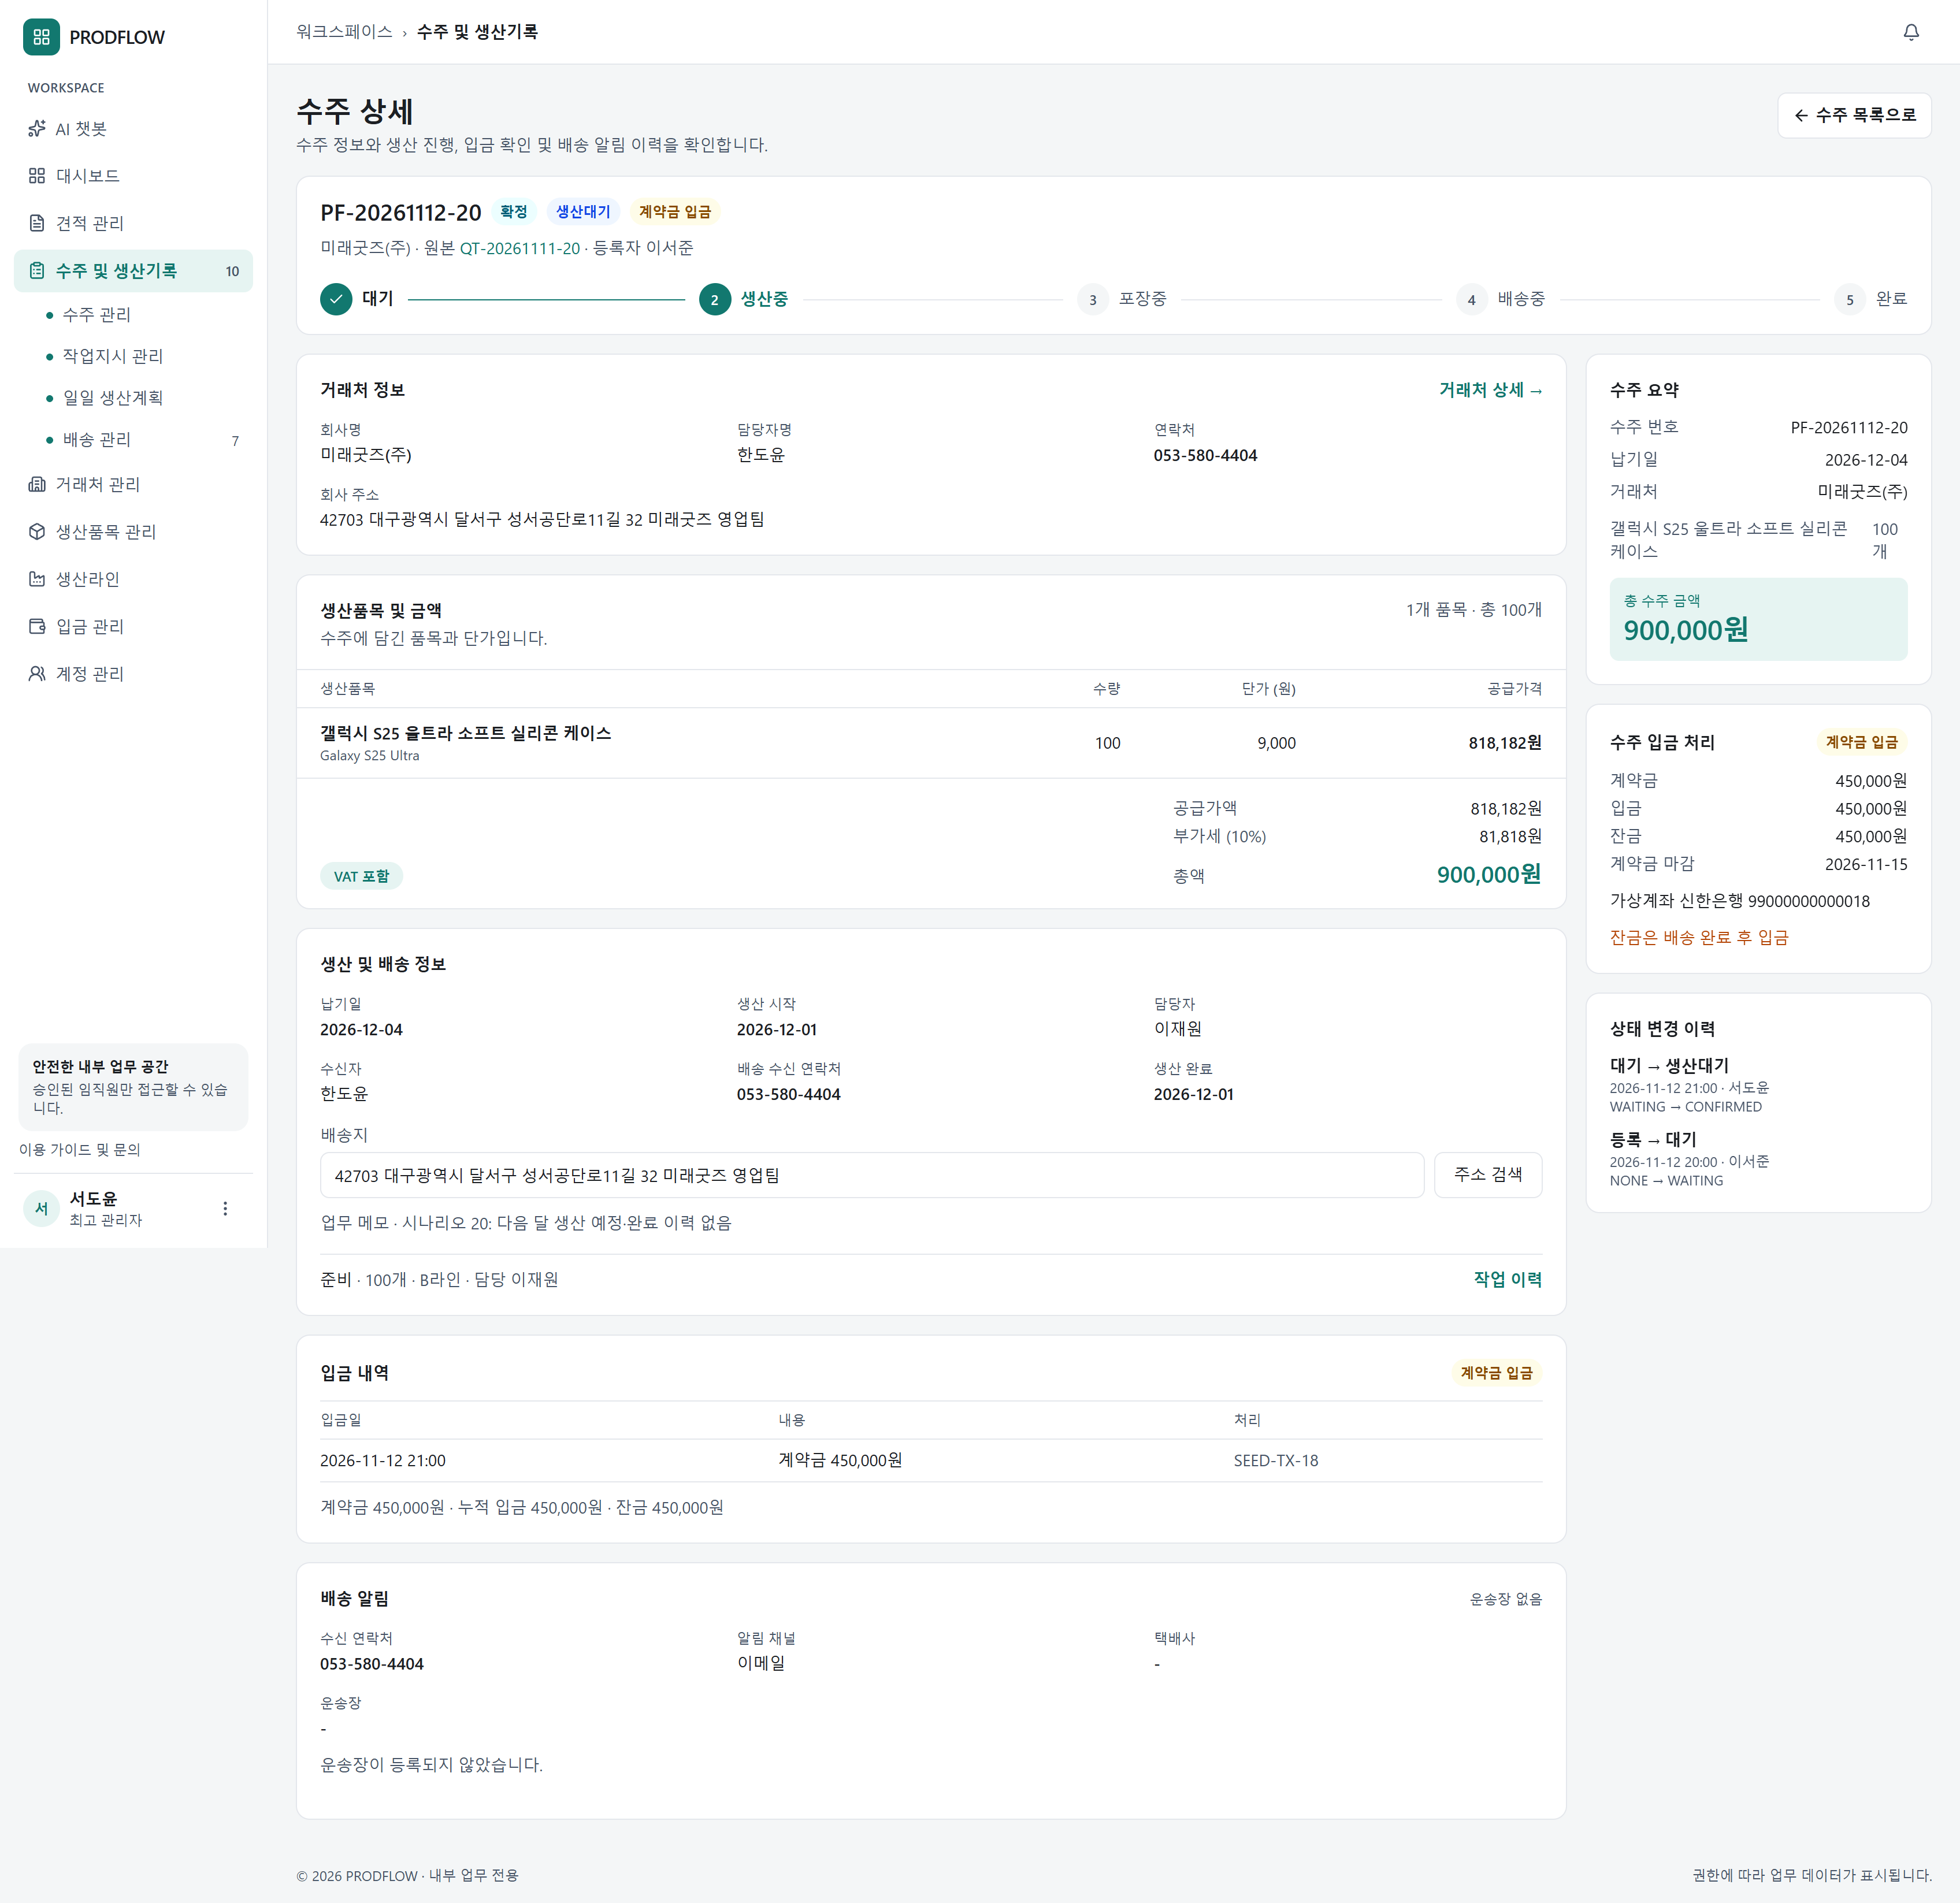 PRODFLOW
WORKSPACE
AI 챗봇
대시보드
견적 관리
수주 및 생산기록 10
수주 관리
작업지시 관리
일일 생산계획
배송 관리 7
거래처 관리
생산품목 관리
생산라인
입금 관리
계정 관리
안전한 내부 업무 공간
승인된 임직원만 접근할 수 있습
니다.
이용 가이드 및 문의
서 서도윤
최고 관리자
워크스페이스 › 수주 및 생산기록
수주 상세
수주 정보와 생산 진행, 입금 확인 및 배송 알림 이력을 확인합니다.
← 수주 목록으로
PF-20261112-20 확정 생산대기 계약금 입금
미래굿즈(주) · 원본 QT-20261111-20 · 등록자 이서준
대기 2 생산중 3 포장중 4 배송중 5 완료
거래처 정보 거래처 상세 →
회사명 담당자명 연락처
미래굿즈(주) 한도윤 053-580-4404
회사 주소
42703 대구광역시 달서구 성서공단로11길 32 미래굿즈 영업팀
생산품목 및 금액 1개 품목 · 총 100개
수주에 담긴 품목과 단가입니다.
생산품목 수량 단가 (원) 공급가격
갤럭시 S25 울트라 소프트 실리콘 케이스 100 9,000 818,182원
Galaxy S25 Ultra
공급가액 818,182원
부가세 (10%) 81,818원
VAT 포함 총액 900,000원
생산 및 배송 정보
납기일 생산 시작 담당자
2026-12-04 2026-12-01 이재원
수신자 배송 수신 연락처 생산 완료
한도윤 053-580-4404 2026-12-01
배송지
42703 대구광역시 달서구 성서공단로11길 32 미래굿즈 영업팀 주소 검색
업무 메모 · 시나리오 20: 다음 달 생산 예정·완료 이력 없음
준비 · 100개 · B라인 · 담당 이재원 작업 이력
입금 내역 계약금 입금
입금일 내용 처리
2026-11-12 21:00 계약금 450,000원 SEED-TX-18
계약금 450,000원 · 누적 입금 450,000원 · 잔금 450,000원
배송 알림 운송장 없음
수신 연락처 알림 채널 택배사
053-580-4404 이메일 -
운송장
-
운송장이 등록되지 않았습니다.
수주 요약
수주 번호 PF-20261112-20
납기일 2026-12-04
거래처 미래굿즈(주)
갤럭시 S25 울트라 소프트 실리콘 100
케이스 개
총 수주 금액
900,000원
수주 입금 처리 계약금 입금
계약금 450,000원
입금 450,000원
잔금 450,000원
계약금 마감 2026-11-15
가상계좌 신한은행 99000000000018
잔금은 배송 완료 후 입금
상태 변경 이력
대기 → 생산대기
2026-11-12 21:00 · 서도윤
WAITING → CONFIRMED
등록 → 대기
2026-11-12 20:00 · 이서준
NONE → WAITING
© 2026 PRODFLOW · 내부 업무 전용 권한에 따라 업무 데이터가 표시됩니다.